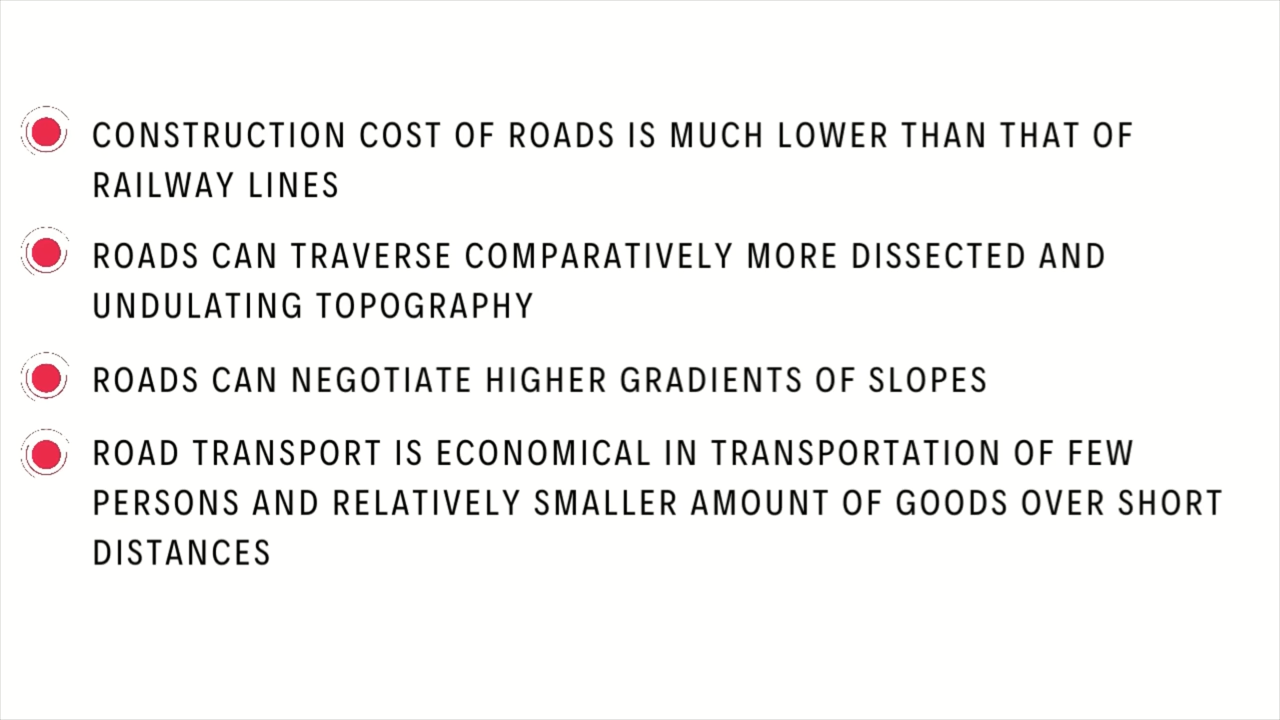 CONSTRUCTION COST OF ROADS IS MUCH LOWER THAN THAT OF
RAILWAY LINES
ROADS CAN TRAVERSE COMPARATIVELY MORE DISSECTED AND
UNDULATING TOPOGRAPHY
ROADS CAN NEGOTIATE HIGHER GRADIENTS OF SLOPES
ROAD TRANSPORT IS ECONOMICAL IN TRANSPORTATION OF FEW
PERSONS AND RELATIVELY SMALLER AMOUNT OF GOODS OVER SHORT
DISTANCES